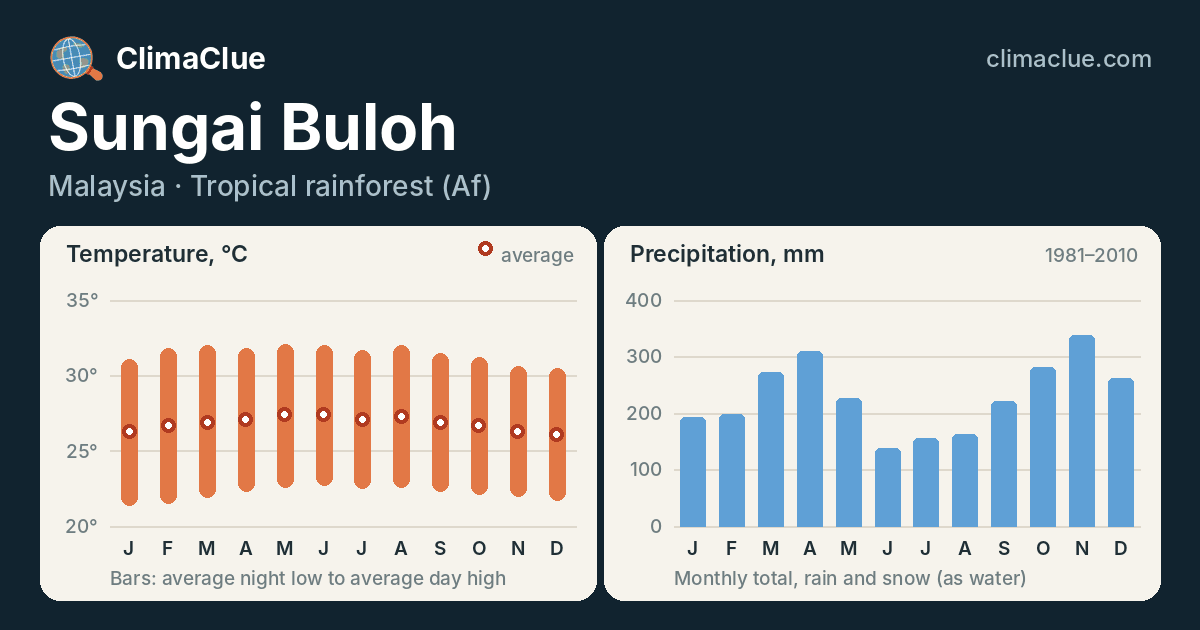 ClimaClue
climaclue.com
Sungai Buloh
Malaysia · Tropical rainforest (Af)
Temperature, °C
average
35°
30°
25°
20°
J F M A M J J A S O N D
Bars: average night low to average day high
Precipitation, mm
1981–2010
400
300
200
100
0
J F M A M J J A S O N D
Monthly total, rain and snow (as water)